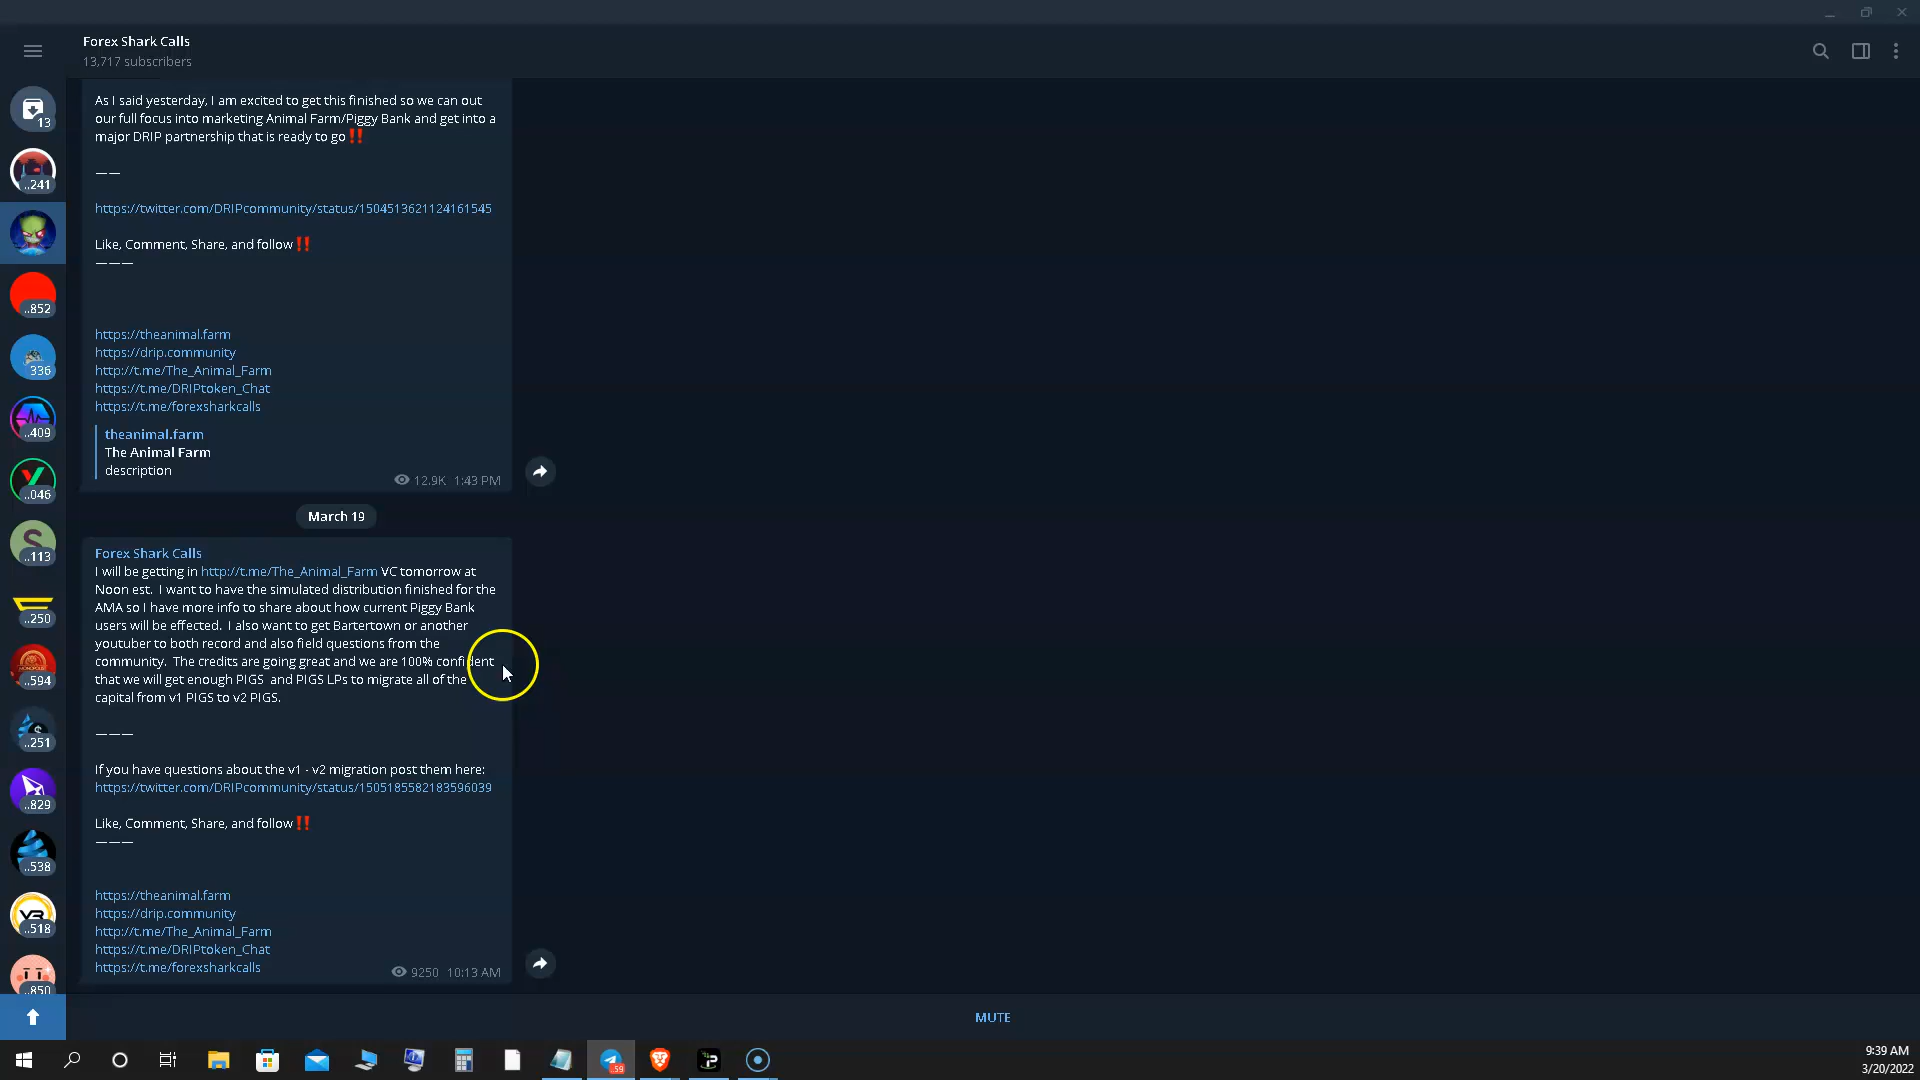 Forex Shark Calls
13,717 subscribers
13
..241
..852
336
..409
..046
S
..113
..250
..594
..251
..829
..538
..518
..850
As I said yesterday, I am excited to get this finished so we can out
our full focus into marketing Animal Farm/Piggy Bank and get into a
major DRIP partnership that is ready to go‼️
——
https://twitter.com/DRIPcommunity/status/1504513621124161545
Like, Comment, Share, and follow‼️
———
https://theanimal.farm
https://drip.community
http://t.me/The_Animal_Farm
https://t.me/DRIPtoken_Chat
https://t.me/forexsharkcalls
theanimal.farm
The Animal Farm
description
12.9K 1:43 PM
March 19
Forex Shark Calls
I will be getting in http://t.me/The_Animal_Farm VC tomorrow at
Noon est. I want to have the simulated distribution finished for the
AMA so I have more info to share about how current Piggy Bank
users will be effected. I also want to get Bartertown or another
youtuber to both record and also field questions from the
community. The credits are going great and we are 100% confident
that we will get enough PIGS and PIGS LPs to migrate all of the
capital from v1 PIGS to v2 PIGS.
———
If you have questions about the v1 - v2 migration post them here:
https://twitter.com/DRIPcommunity/status/1505185582183596039
Like, Comment, Share, and follow‼️
———
https://theanimal.farm
https://drip.community
http://t.me/The_Animal_Farm
https://t.me/DRIPtoken_Chat
https://t.me/forexsharkcalls
9250 10:13 AM
MUTE
59
9:39 AM
3/20/2022